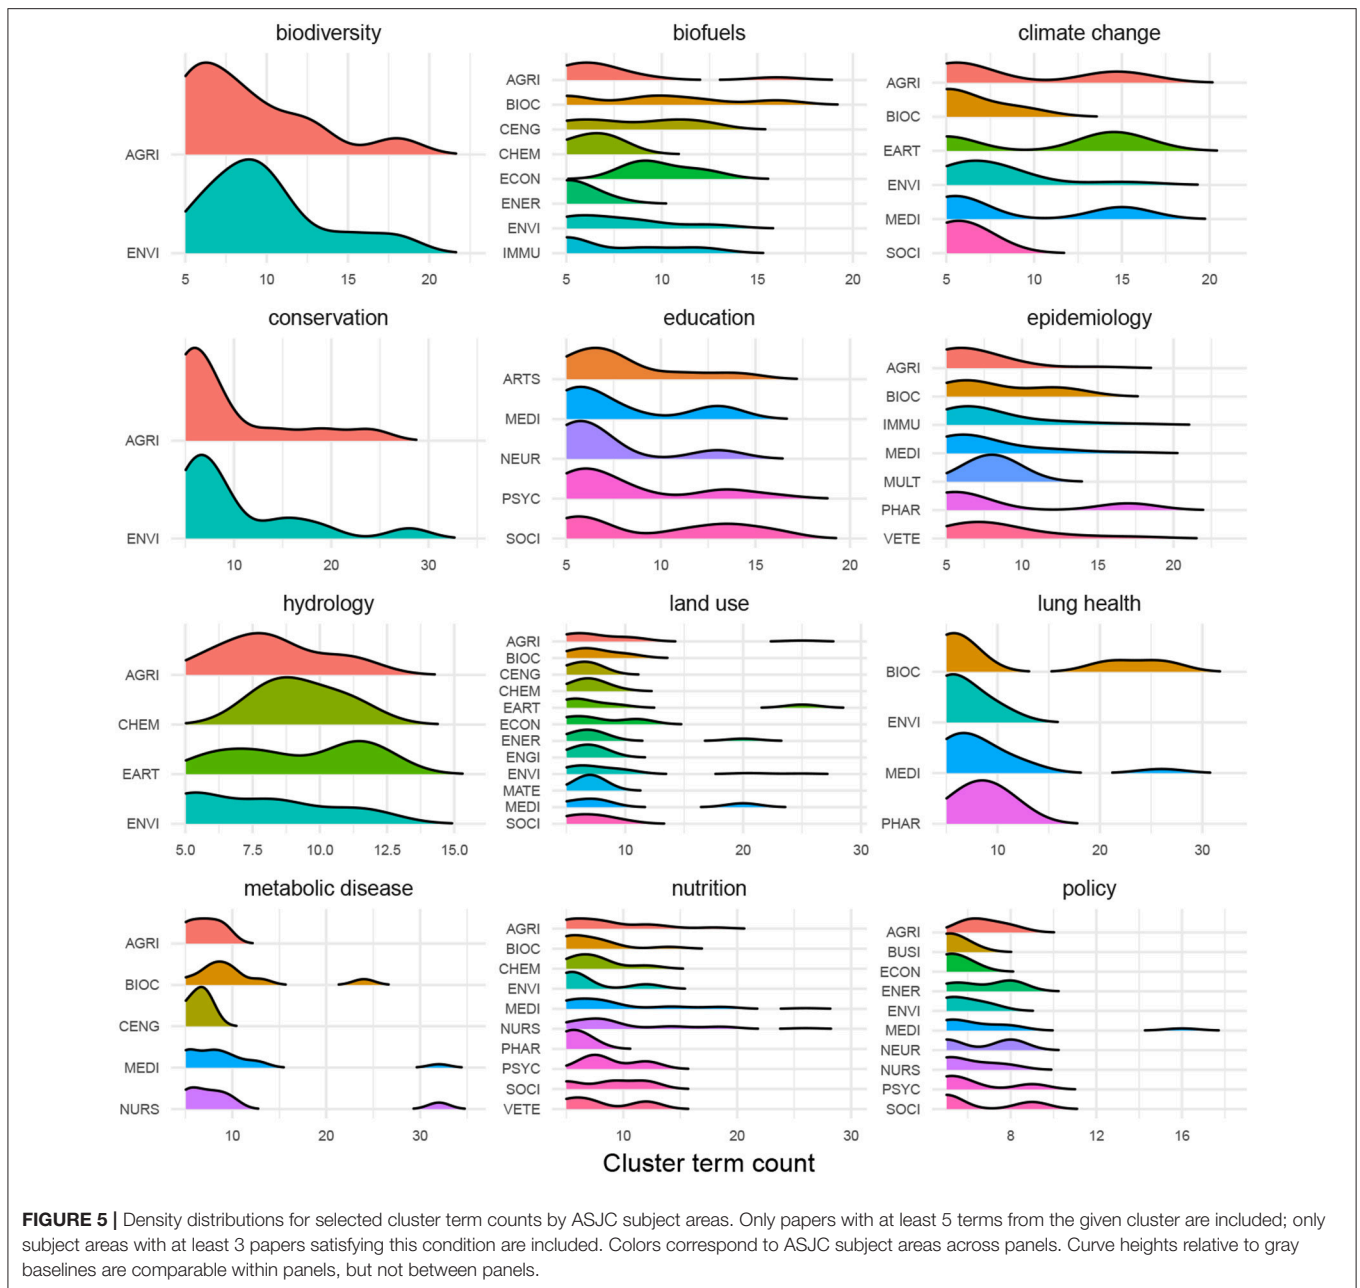 biodiversity
AGRI
ENVI
5 10 15 20
biofuels
AGRI
BIOC
CENG
CHEM
ECON
ENER
ENVI
IMMU
5 10 15 20
climate change
AGRI
BIOC
EART
ENVI
MEDI
SOCI
5 10 15 20
conservation
AGRI
ENVI
10 20 30
education
ARTS
MEDI
NEUR
PSYC
SOCI
5 10 15 20
epidemiology
AGRI
BIOC
IMMU
MEDI
MULT
PHAR
VETE
5 10 15 20
hydrology
AGRI
CHEM
EART
ENVI
5.0 7.5 10.0 12.5 15.0
land use
AGRI
BIOC
CENG
CHEM
EART
ECON
ENER
ENGI
ENVI
MATE
MEDI
SOCI
10 20 30
lung health
BIOC
ENVI
MEDI
PHAR
10 20 30
metabolic disease
AGRI
BIOC
CENG
MEDI
NURS
10 20 30
nutrition
AGRI
BIOC
CHEM
ENVI
MEDI
NURS
PHAR
PSYC
SOCI
VETE
10 20 30
policy
AGRI
BUSI
ECON
ENER
ENVI
MEDI
NEUR
NURS
PSYC
SOCI
8 12 16
Cluster term count
FIGURE 5 | Density distributions for selected cluster term counts by ASJC subject areas. Only papers with at least 5 terms from the given cluster are included; only
subject areas with at least 3 papers satisfying this condition are included. Colors correspond to ASJC subject areas across panels. Curve heights relative to gray
baselines are comparable within panels, but not between panels.